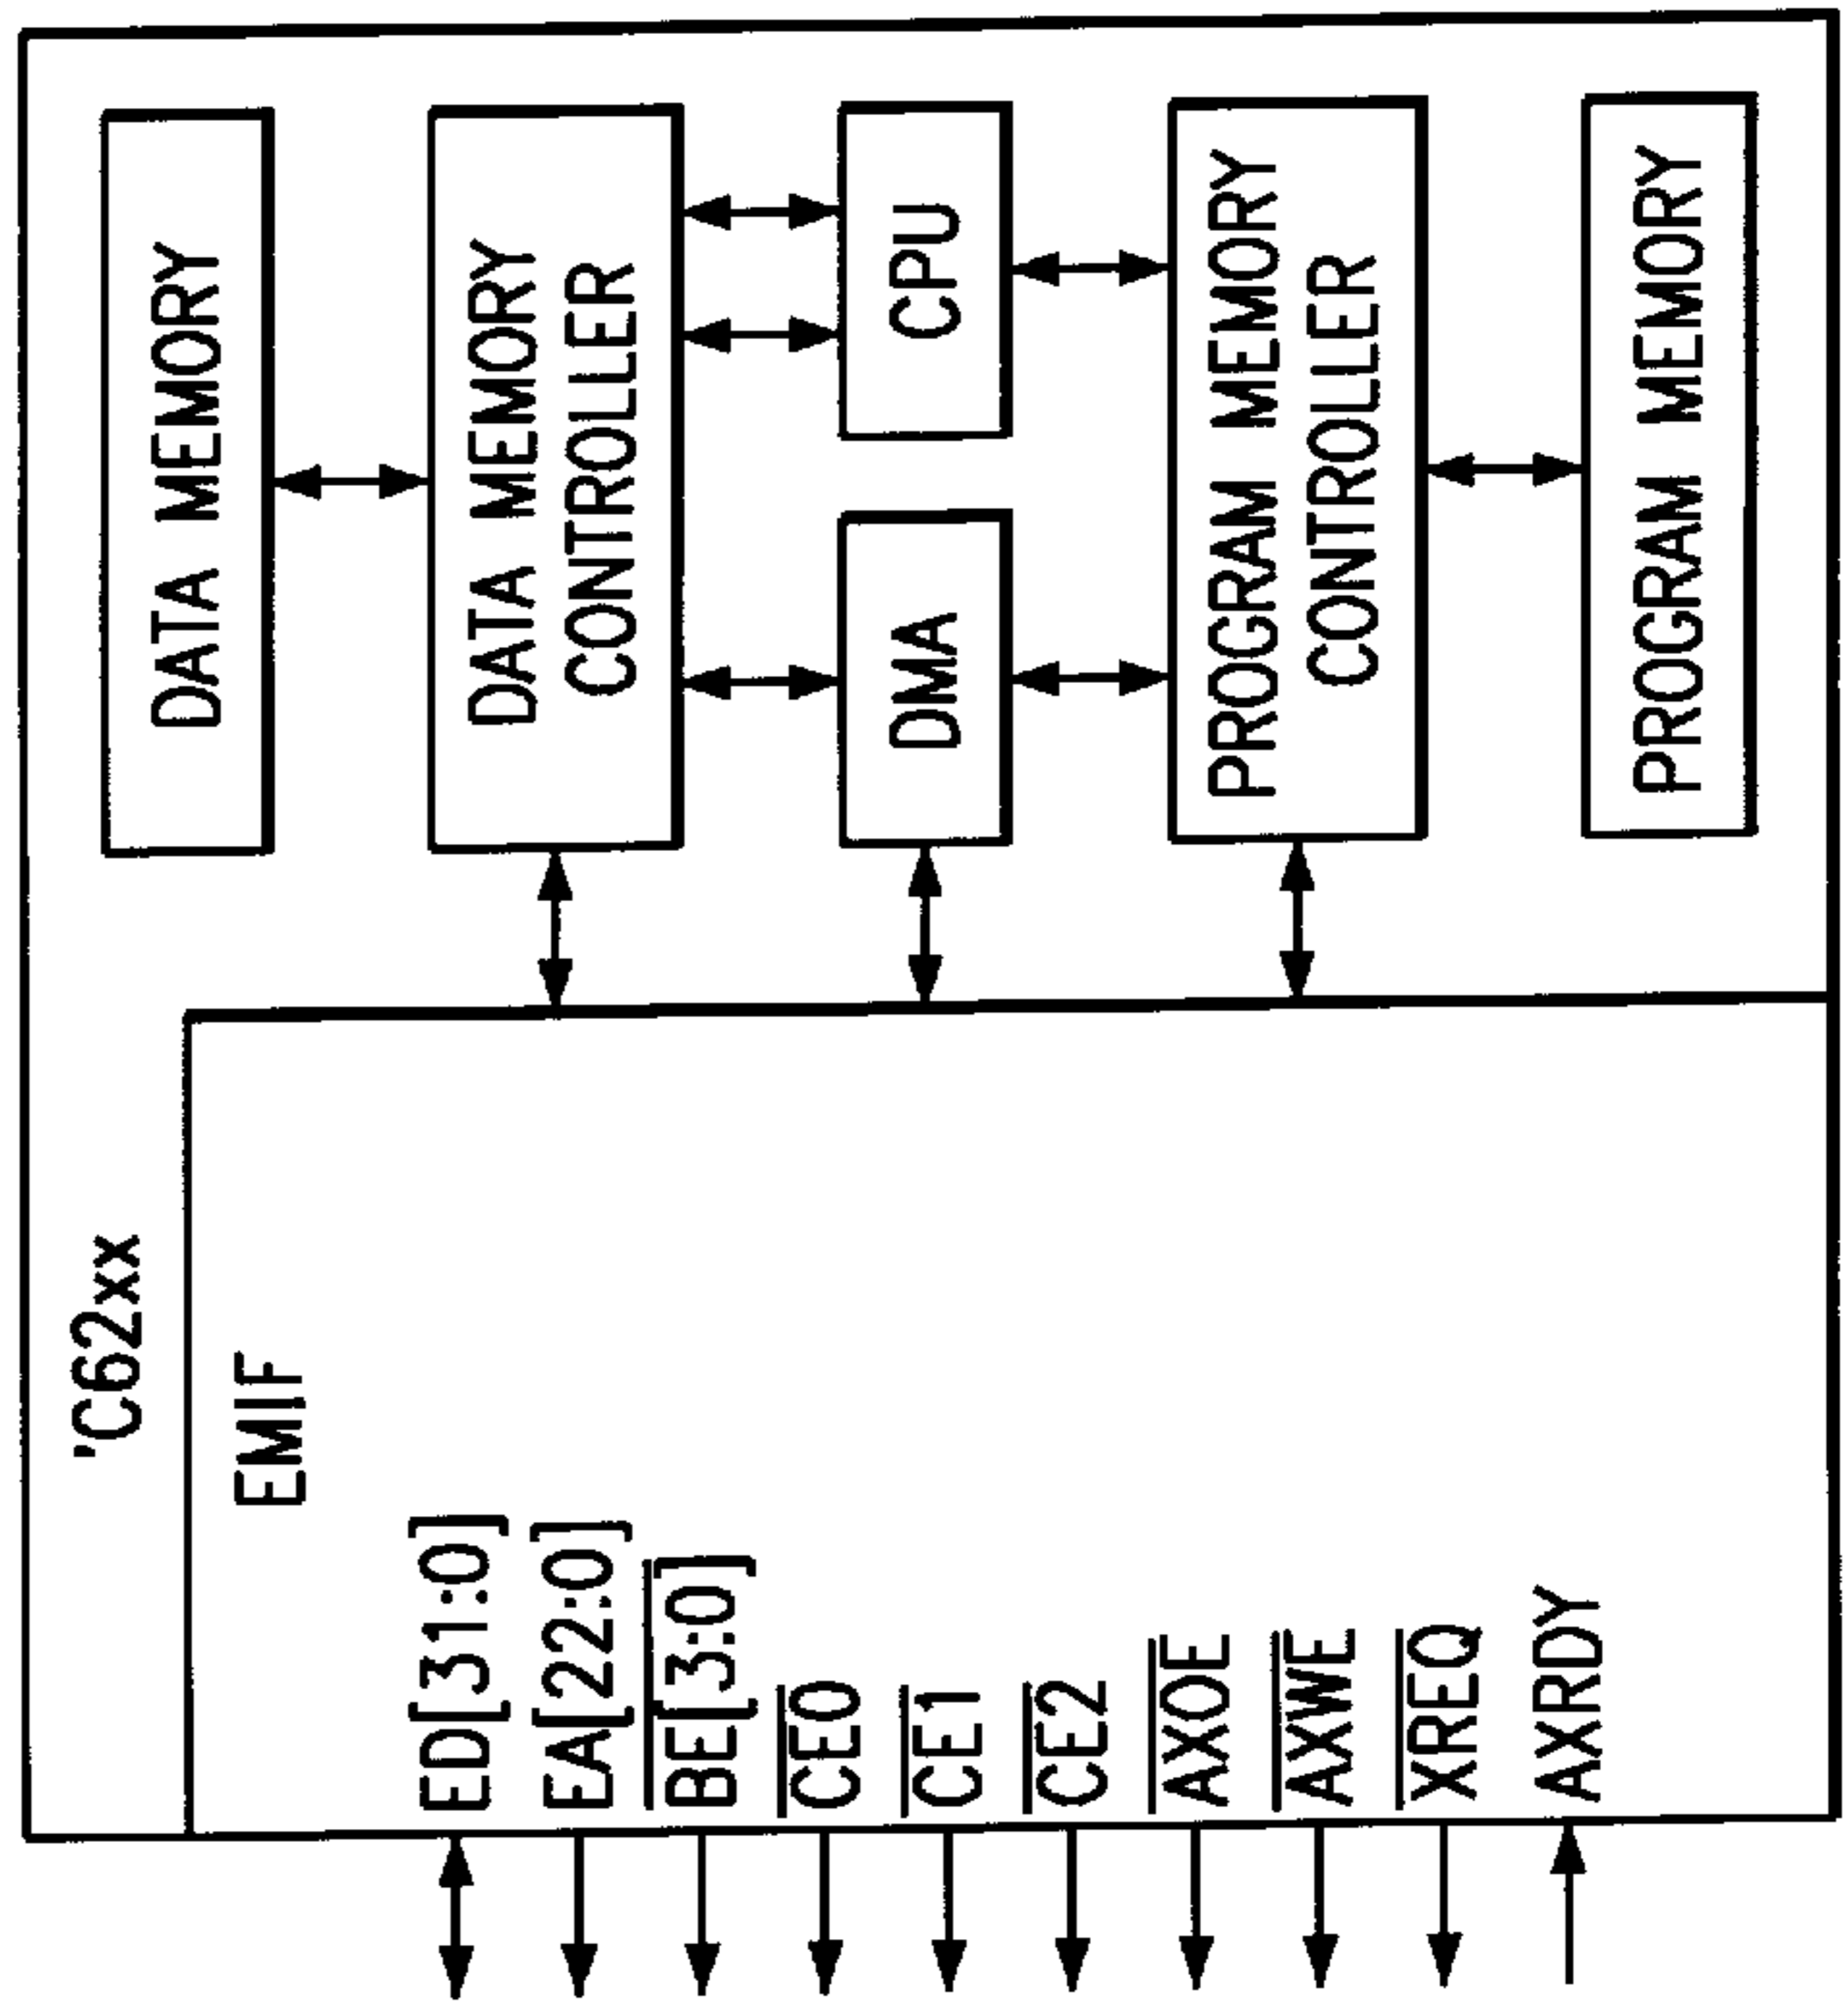 'C62xx
EMIF
ED[31:0]
EA[22:0]
BE[3:0]
CE0
CE1
CE2
AXOE
AXWE
XREQ
AXRDY
DATA MEMORY
DATA MEMORY
CONTROLLER
DMA
CPU
PROGRAM MEMORY
CONTROLLER
PROGRAM MEMORY